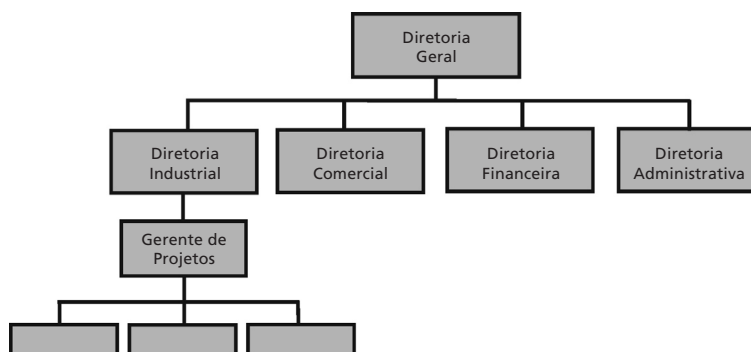 Diretoria
Geral
Diretoria
Industrial
Diretoria
Comercial
Diretoria
Financeira
Diretoria
Administrativa
Gerente de
Projetos